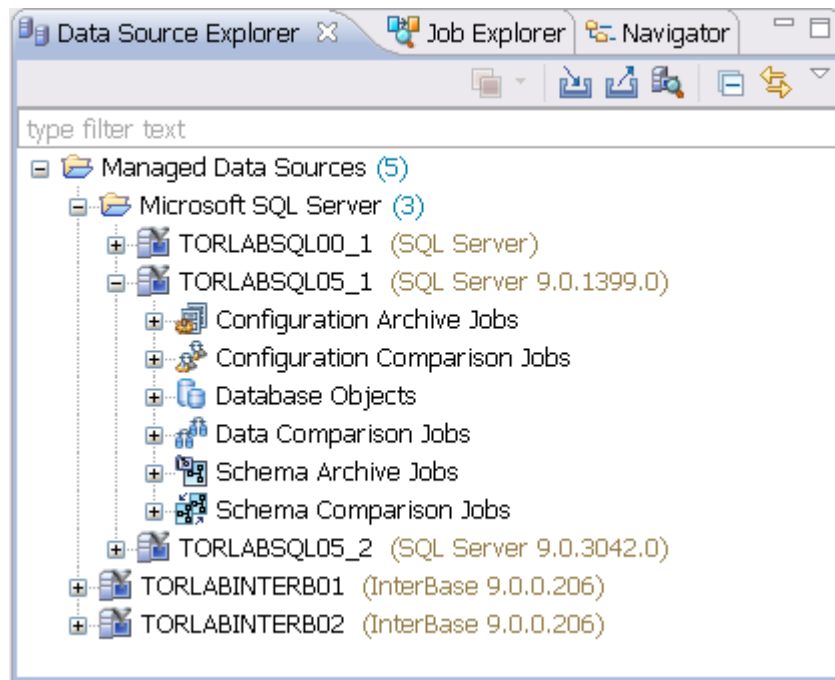 Data Source Explorer Job Explorer Navigator
type filter text
Managed Data Sources (5)
Microsoft SQL Server (3)
TORLABSQL00_1 (SQL Server)
TORLABSQL05_1 (SQL Server 9.0.1399.0)
Configuration Archive Jobs
Configuration Comparison Jobs
Database Objects
Data Comparison Jobs
Schema Archive Jobs
Schema Comparison Jobs
TORLABSQL05_2 (SQL Server 9.0.3042.0)
TORLABINTERB01 (InterBase 9.0.0.206)
TORLABINTERB02 (InterBase 9.0.0.206)